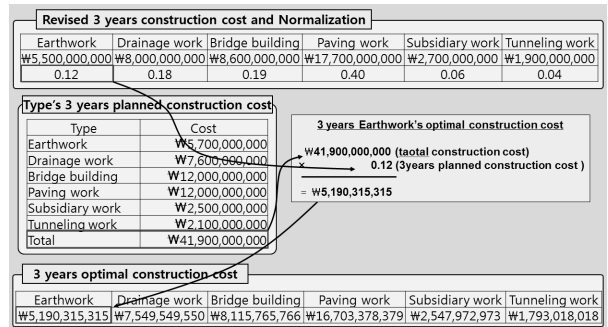 Revised 3 years construction cost and Normalization
Earthwork Drainage work Bridge building Paving work Subsidiary work Tunneling work
₩5,500,000,000 ₩8,000,000,000 ₩8,600,000,000 ₩17,700,000,000 ₩2,700,000,000 ₩1,900,000,000
0.12 0.18 0.19 0.40 0.06 0.04
Type's 3 years planned construction cost
Type Cost
Earthwork ₩5,700,000,000
Drainage work ₩7,600,000,000
Bridge building ₩12,000,000,000
Paving work ₩12,000,000,000
Subsidiary work ₩2,500,000,000
Tunneling work ₩2,100,000,000
Total ₩41,900,000,000
3 years Earthwork's optimal construction cost
₩41,900,000,000 (taotal construction cost)
× 0.12 (3years planned construction cost )
= ₩5,190,315,315
3 years optimal construction cost
Earthwork Drainage work Bridge building Paving work Subsidiary work Tunneling work
₩5,190,315,315 ₩7,549,549,550 ₩8,115,765,766 ₩16,703,378,379 ₩2,547,972,973 ₩1,793,018,018